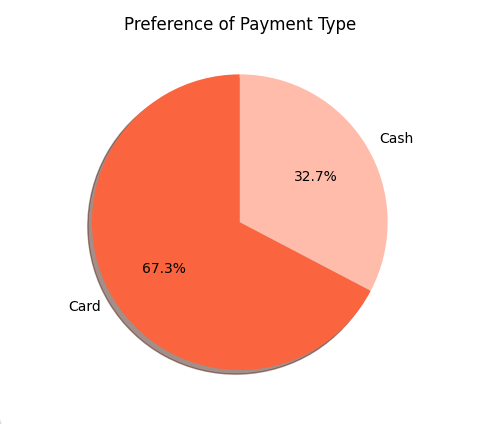 Preference of Payment Type
Cash
32.7%
67.3%
Card